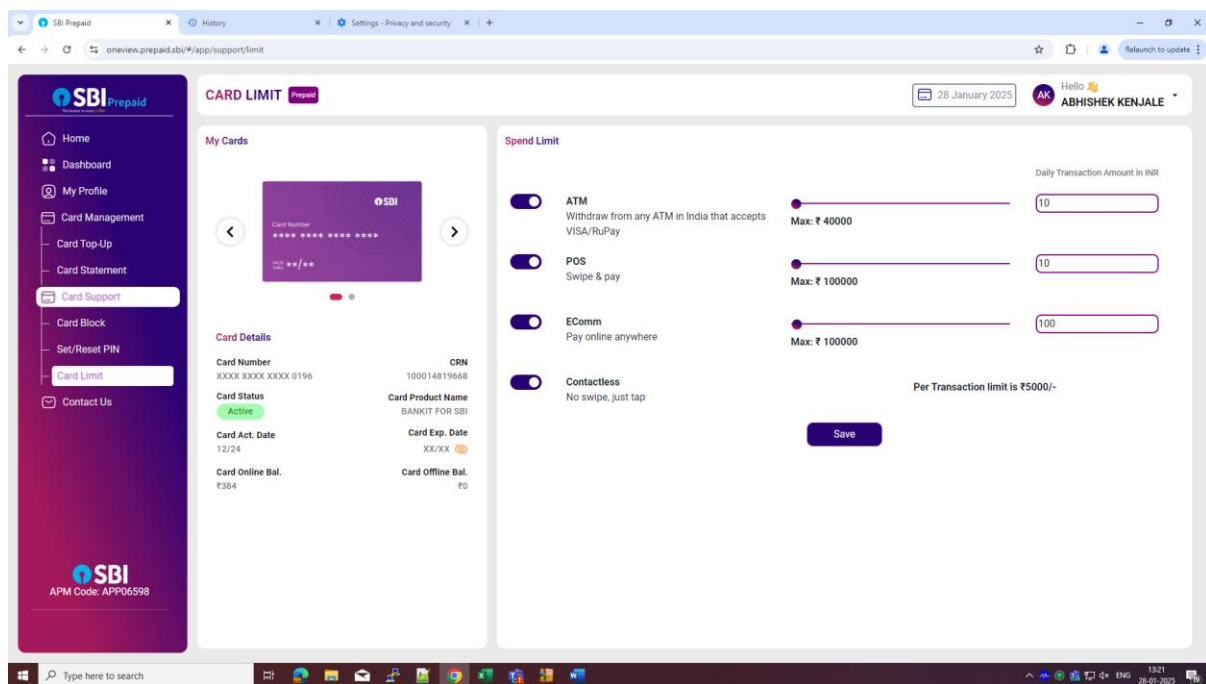 SBI Prepaid
History
Settings - Privacy and security
oneview.prepaid.sbi/#/app/support/limit
Relaunch to update
SBI Prepaid
CARD LIMIT Prepaid
28 January 2025
AK
Hello 👋
ABHISHEK KENJALE
Home
Dashboard
My Profile
Card Management
Card Top-Up
Card Statement
Card Support
Card Block
Set/Reset PIN
Card Limit
Contact Us
SBI
APM Code: APP06598
My Cards
SBI
Card Number
**** **** **** ****
VALID THRU **/**
Card Details
Card Number CRN
XXXX XXXX XXXX 0196 100014819668
Card Status Card Product Name
Active BANKIT FOR SBI
Card Act. Date Card Exp. Date
12/24 XX/XX
Card Online Bal. Card Offline Bal.
₹384 ₹0
Spend Limit
Daily Transaction Amount in INR
ATM
Withdraw from any ATM in India that accepts
VISA/RuPay
Max: ₹ 40000
10
POS
Swipe & pay
Max: ₹ 100000
10
EComm
Pay online anywhere
Max: ₹ 100000
100
Contactless
No swipe, just tap
Per Transaction limit is ₹5000/-
Save
Type here to search
ENG
13:21
28-01-2025